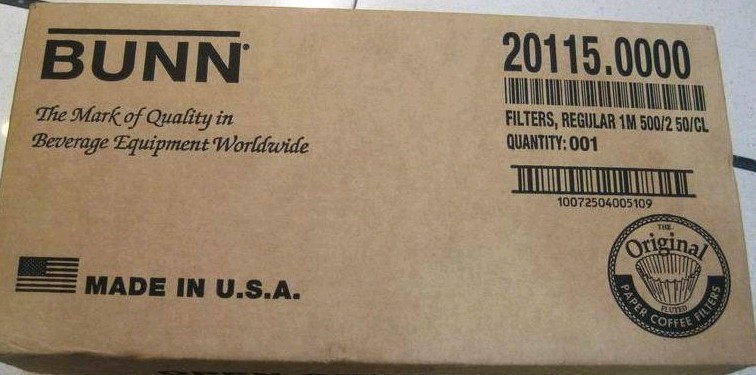 BUNN
The Mark of Quality in
Beverage Equipment Worldwide
MADE IN U.S.A.
20115.0000
FILTERS, REGULAR 1M 500/2 50/CL
QUANTITY: 001
10072504005109
THE
Original
FLUTED
PAPER COFFEE FILTERS